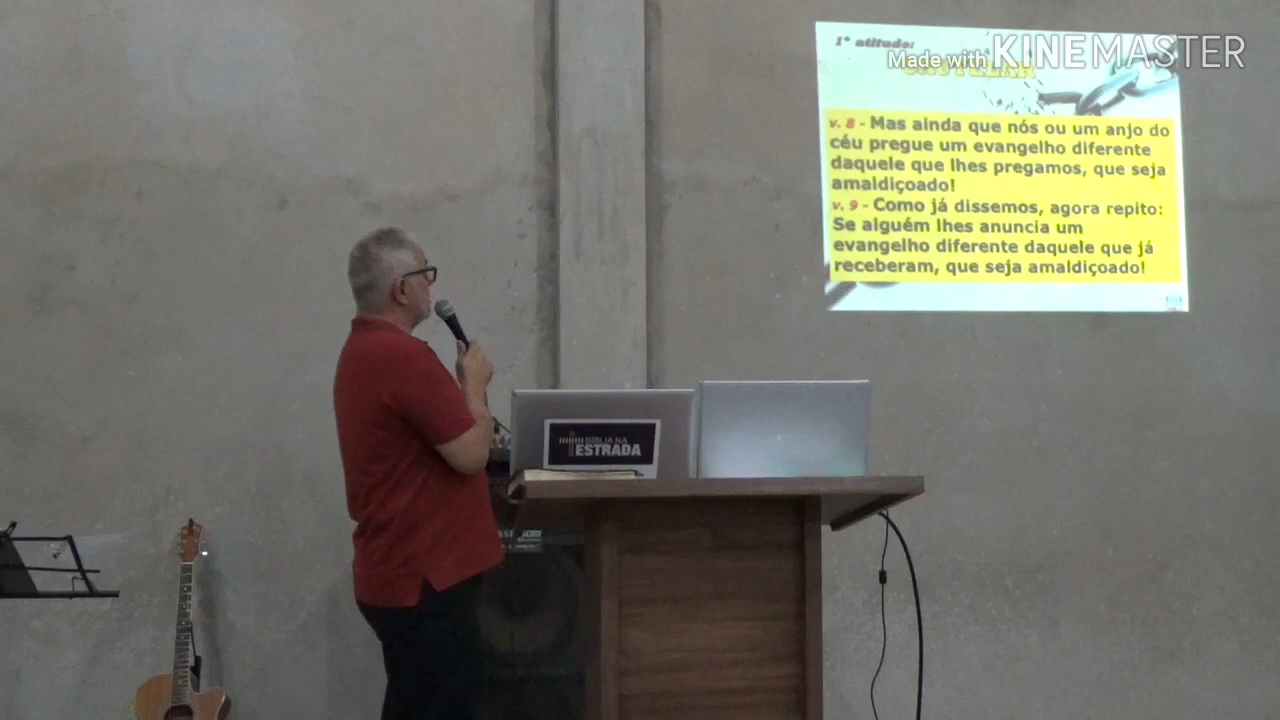 1ª atitude:
Made with KINEMASTER
v. 8 - Mas ainda que nós ou um anjo do
céu pregue um evangelho diferente
daquele que lhes pregamos, que seja
amaldiçoado!
v. 9 - Como já dissemos, agora repito:
Se alguém lhes anuncia um
evangelho diferente daquele que já
receberam, que seja amaldiçoado!
BÍBLIA NA
ESTRADA